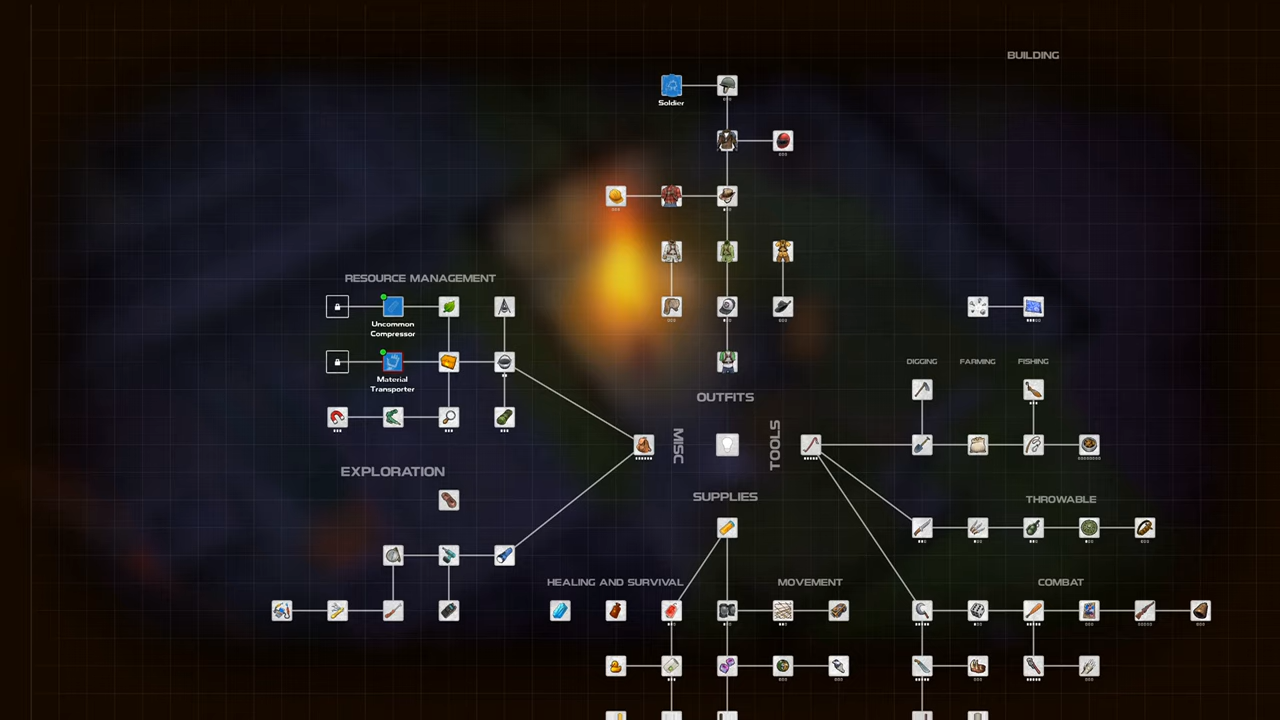 BUILDING
Soldier
RESOURCE MANAGEMENT
Uncommon
Compressor
DIGGING
FARMING
FISHING
Material
Transporter
OUTFITS
MISC
TOOLS
EXPLORATION
SUPPLIES
THROWABLE
HEALING AND SURVIVAL
MOVEMENT
COMBAT